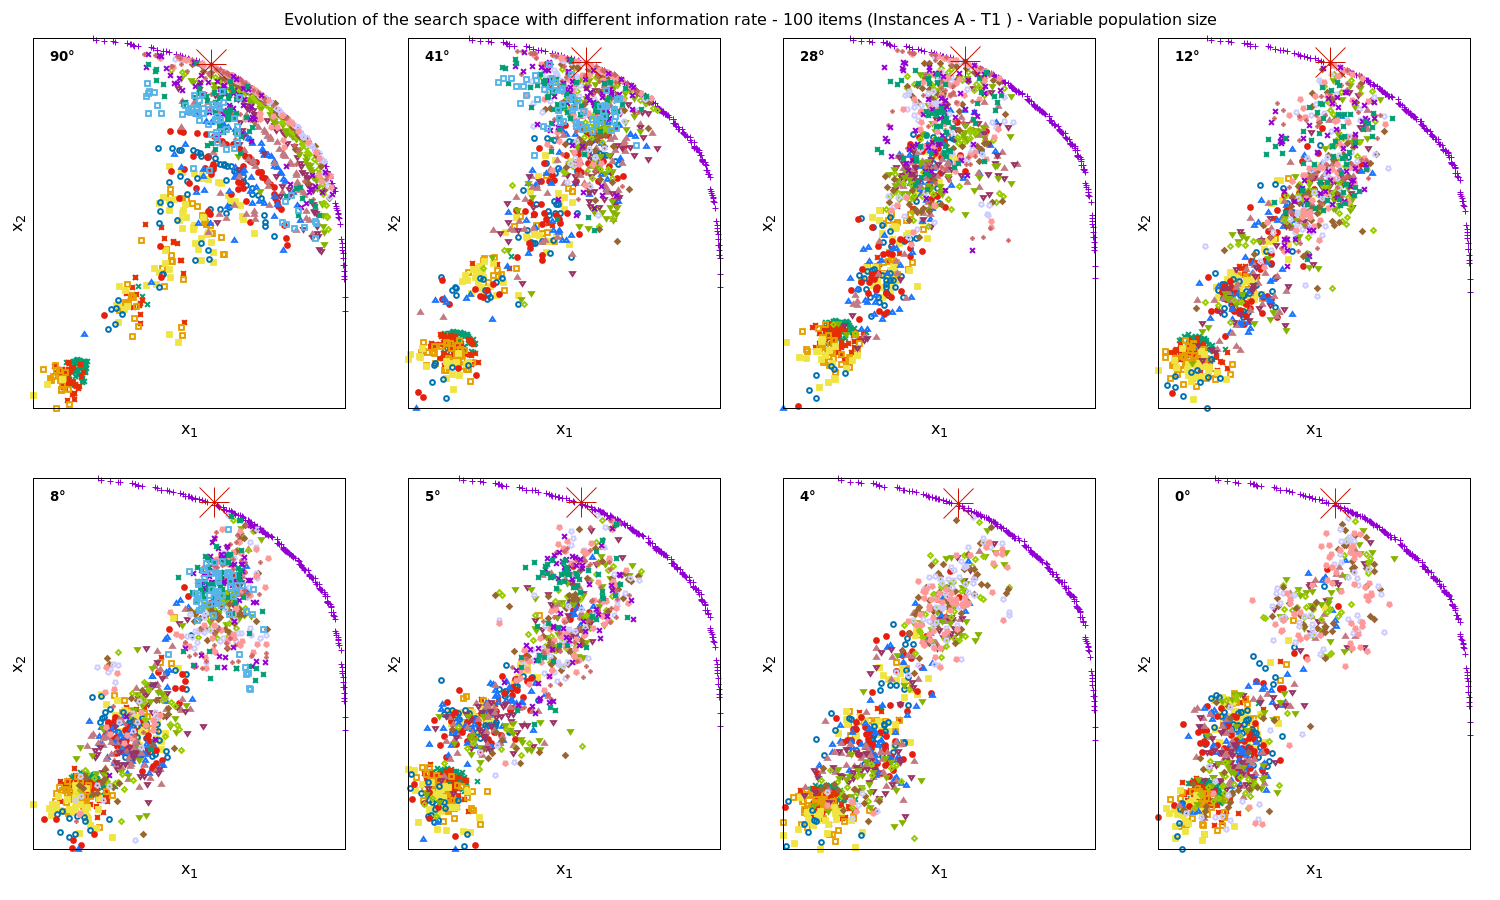 Evolution of the search space with different information rate - 100 items (Instances A - T1 ) - Variable population size
90°
41°
28°
12°
x2
x2
x2
x2
x1
x1
x1
x1
8°
5°
4°
0°
x2
x2
x2
x2
x1
x1
x1
x1